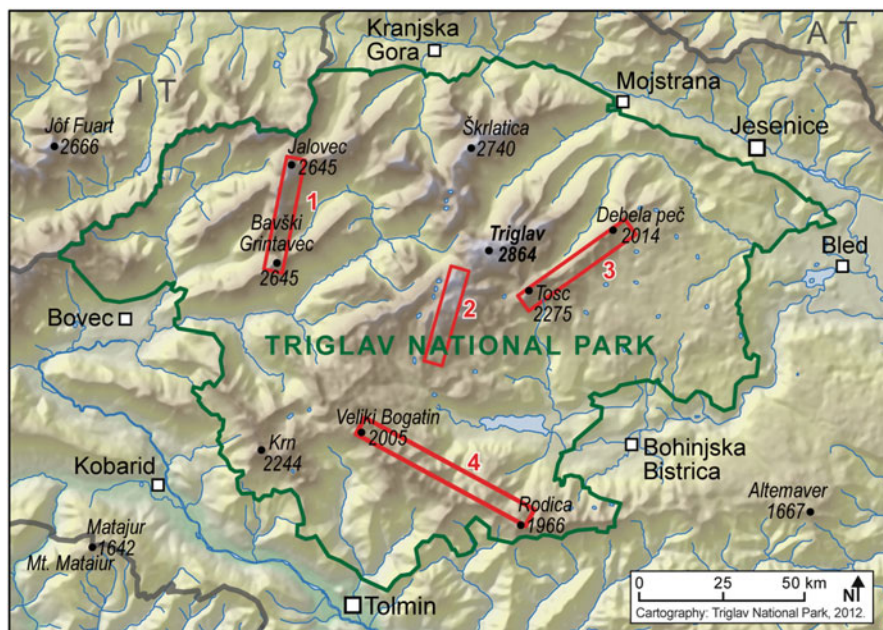 A T
Kranjska
Gora
Mojstrana
I T
Jôf Fuart
2666
Jalovec
2645
Škrlatica
2740
Jesenice
1
Bavški
Grintavec
2645
Triglav
2864
Debela peč
2014
3
Bled
Tosc
2275
Bovec
2
TRIGLAV NATIONAL PARK
Veliki Bogatin
2005
Krn
2244
4
Bohinjska
Bistrica
Kobarid
Rodica
1966
Altemaver
1667
Matajur
1642
Mt. Mataiur
Tolmin
0 25 50 km
N
Cartography: Triglav National Park, 2012.